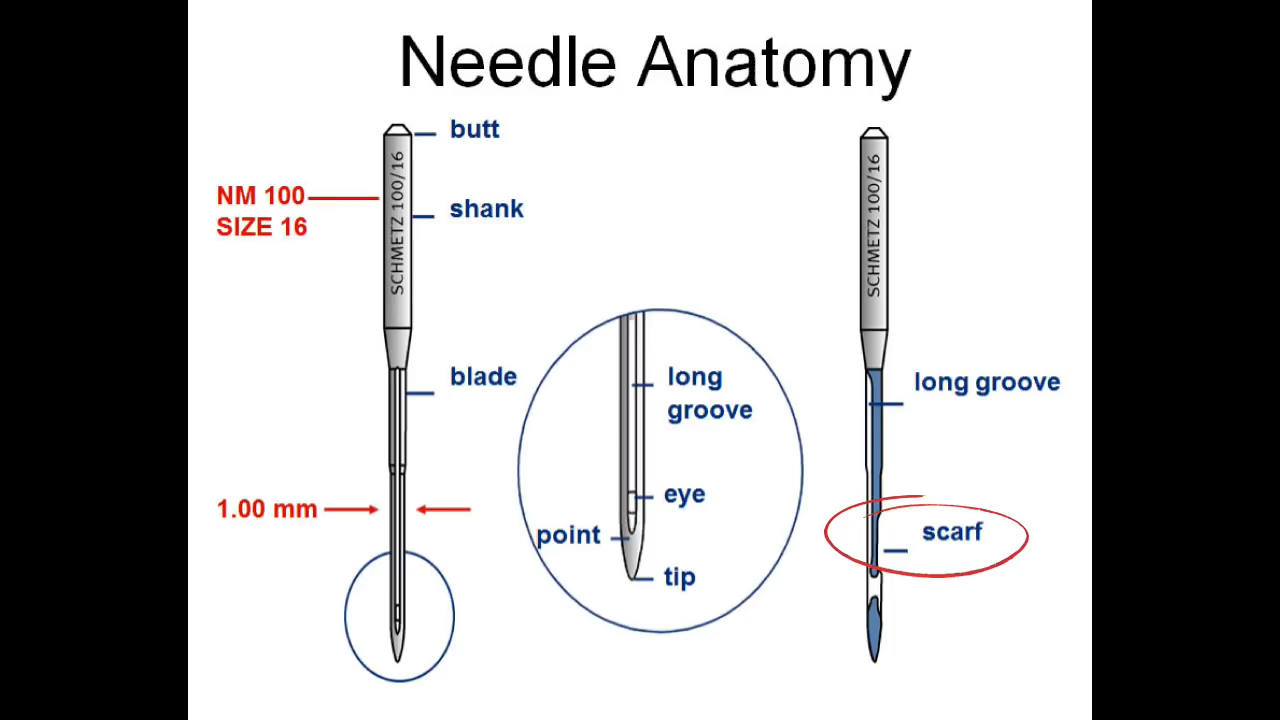 Needle Anatomy
butt
NM 100
SIZE 16
SCHMETZ 100/16
shank
blade
1.00 mm
long
groove
eye
point
tip
SCHMETZ 100/16
long groove
scarf